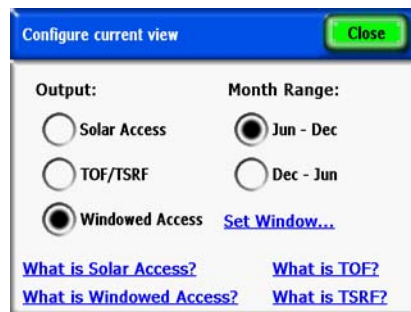 Configure current view Close
Output: Month Range:
Solar Access Jun - Dec
TOF/TSRF Dec - Jun
Windowed Access Set Window...
What is Solar Access? What is TOF?
What is Windowed Access? What is TSRF?